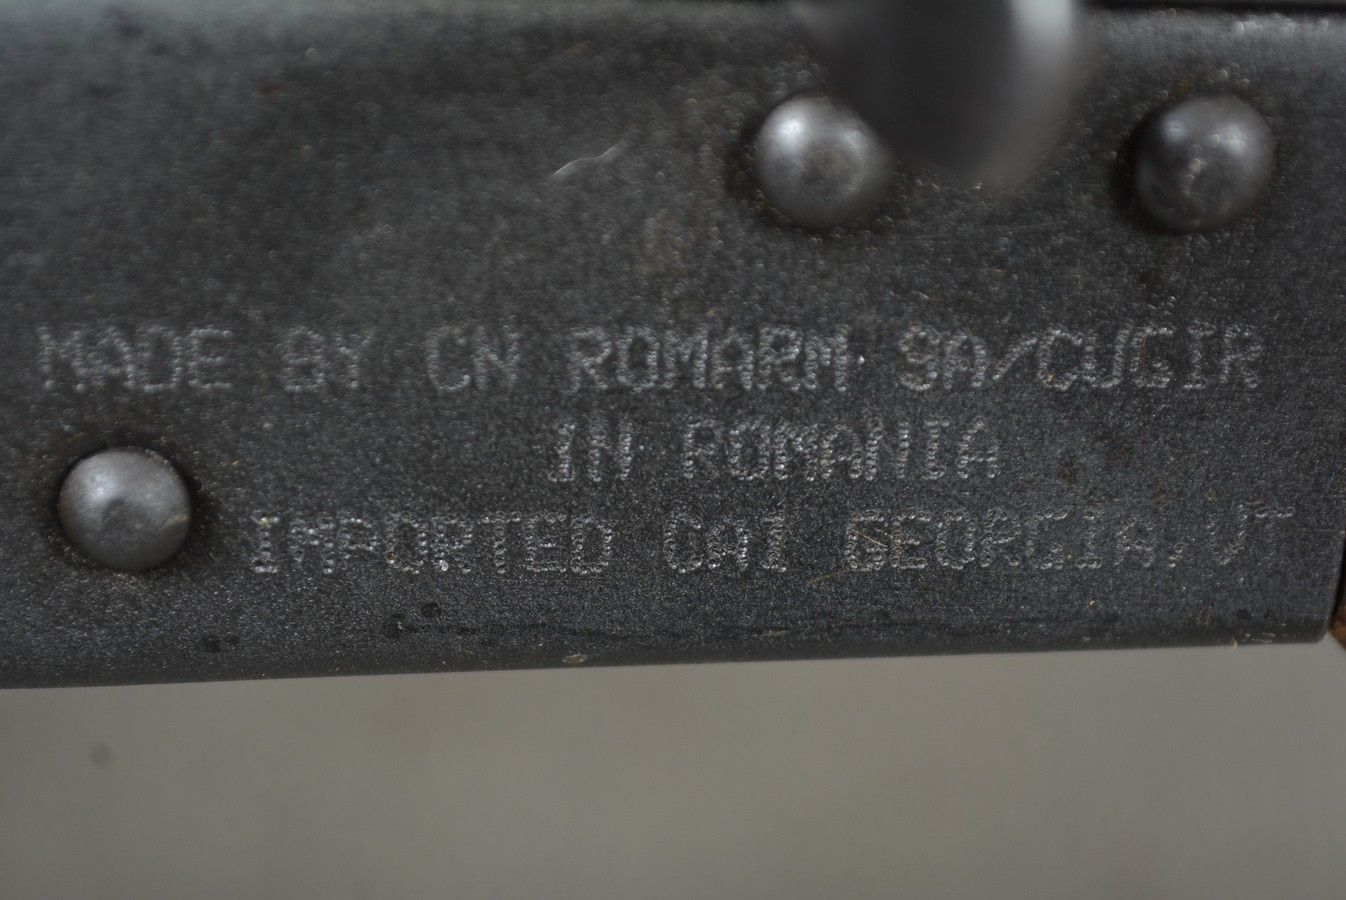 MADE BY CN ROMARM SA/CUGIR
IN ROMANIA
IMPORTED CAI GEORGIA, VT